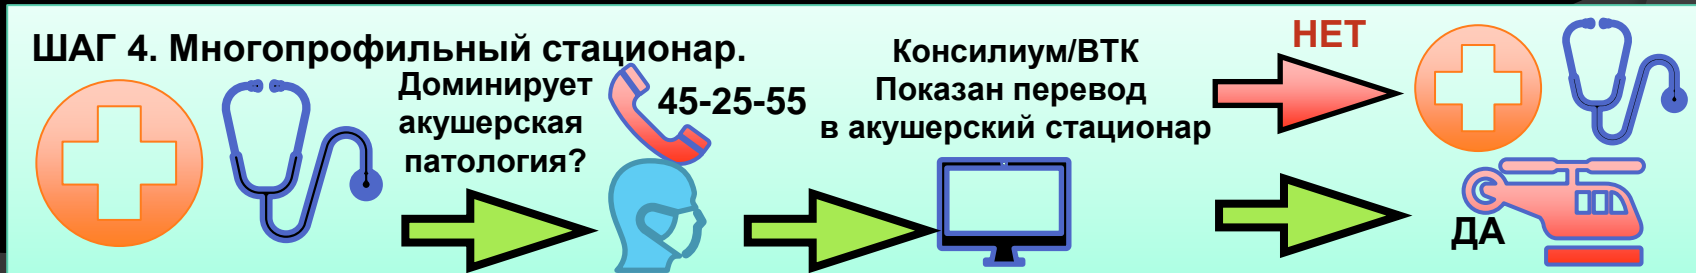 ШАГ 4. Многопрофильный стационар.
Доминирует
акушерская
патология?
45-25-55
Консилиум/ВТК
Показан перевод
в акушерский стационар
НЕТ
ДА